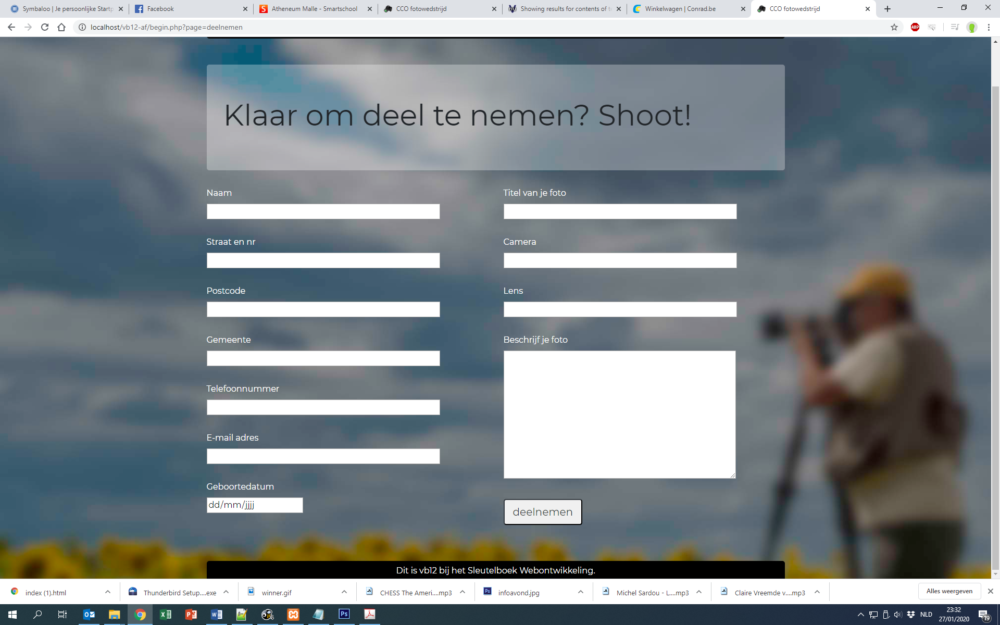 Symbaloo | Je persoonlijke Startp
Facebook
Atheneum Malle - Smartschool
CCO fotowedstrijd
Showing results for contents of t
Winkelwagen | Conrad.be
CCO fotowedstrijd
localhost/vb12-af/begin.php?page=deelnemen
ABP
Klaar om deel te nemen? Shoot!
Naam
Straat en nr
Postcode
Gemeente
Telefoonnummer
E-mail adres
Geboortedatum
dd/mm/jjjj
Titel van je foto
Camera
Lens
Beschrijf je foto
deelnemen
Dit is vb12 bij het Sleutelboek Webontwikkeling.
index (1).html
Thunderbird Setup....exe
winner.gif
CHESS The Ameri....mp3
infoavond.jpg
Michel Sardou - L....mp3
Claire Vreemde v....mp3
Alles weergeven
NLD
23:32
27/01/2020
19